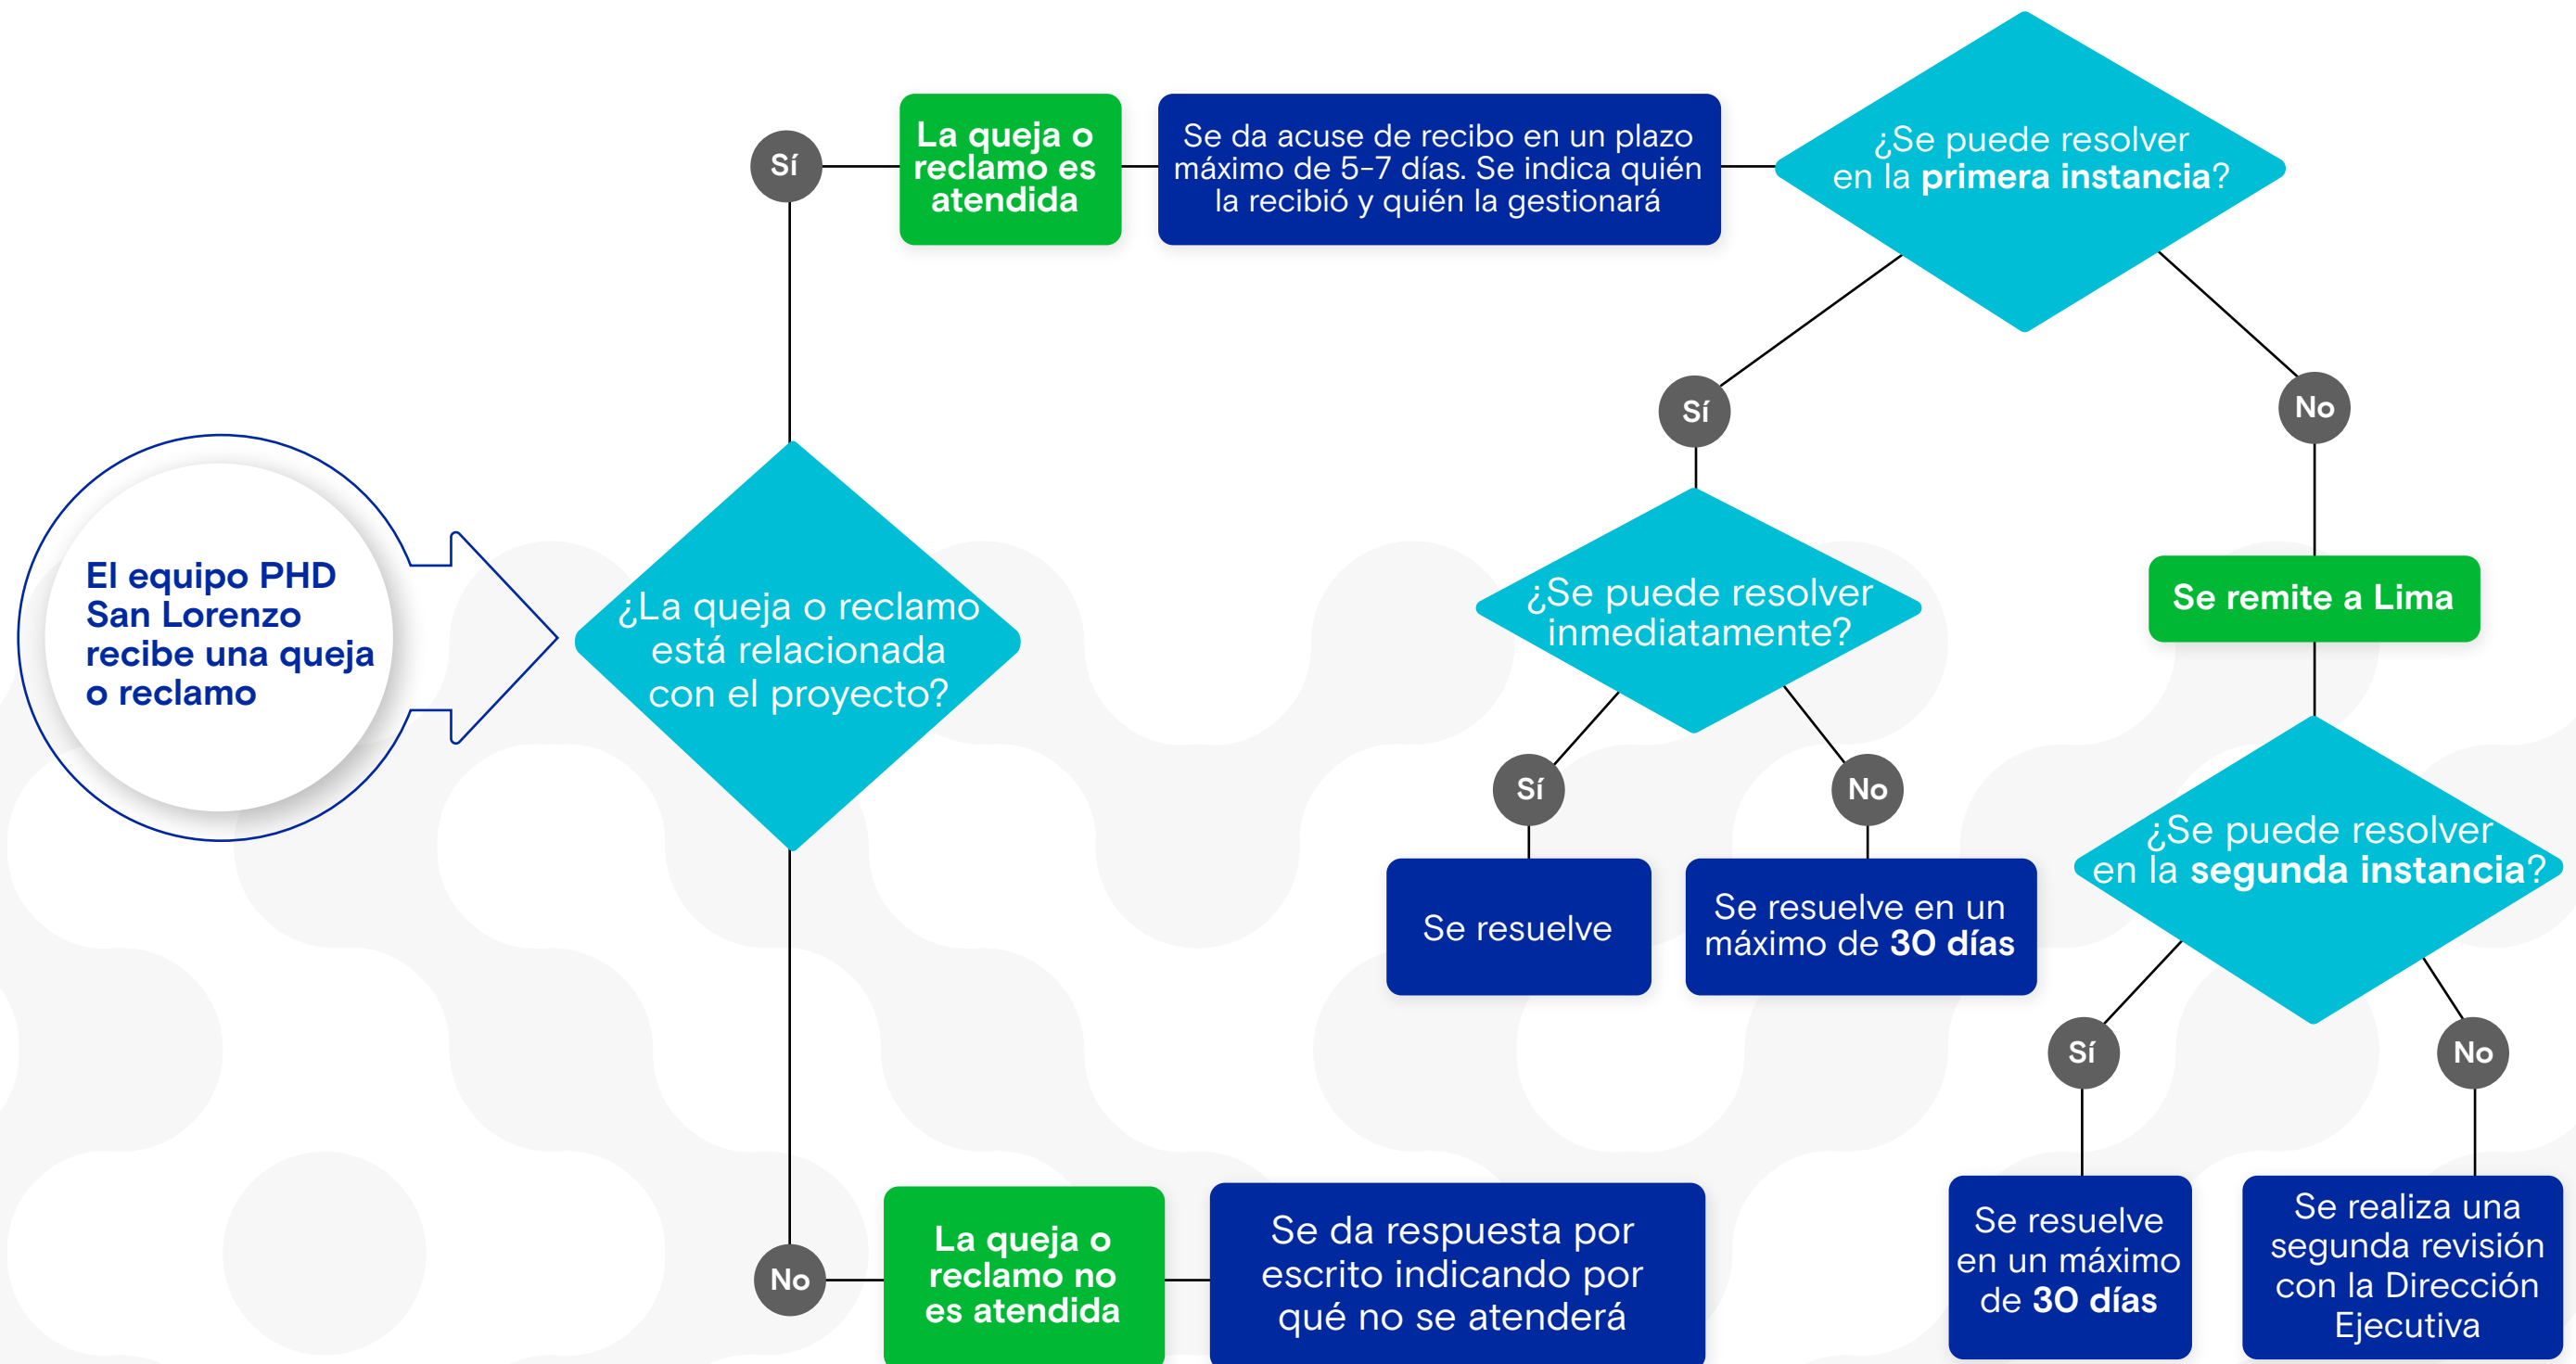 El equipo PHD
San Lorenzo
recibe una queja
o reclamo
¿La queja o reclamo
está relacionada
con el proyecto?
Sí
La queja o
reclamo es
atendida
Se da acuse de recibo en un plazo
máximo de 5-7 días. Se indica quién
la recibió y quién la gestionará
¿Se puede resolver
en la primera instancia?
Sí
¿Se puede resolver
inmediatamente?
Sí
Se resuelve
No
Se resuelve en un
máximo de 30 días
No
Se remite a Lima
¿Se puede resolver
en la segunda instancia?
Sí
Se resuelve
en un máximo
de 30 días
No
Se realiza una
segunda revisión
con la Dirección
Ejecutiva
No
La queja o
reclamo no
es atendida
Se da respuesta por
escrito indicando por
qué no se atenderá